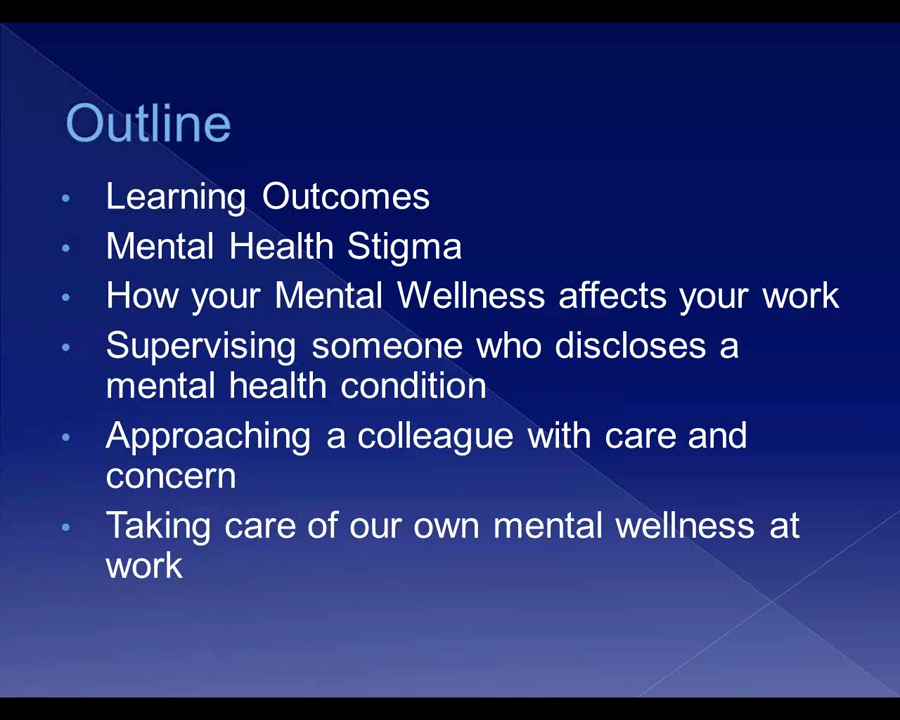 Outline
• Learning Outcomes
• Mental Health Stigma
• How your Mental Wellness affects your work
• Supervising someone who discloses a
mental health condition
• Approaching a colleague with care and
concern
• Taking care of our own mental wellness at
work